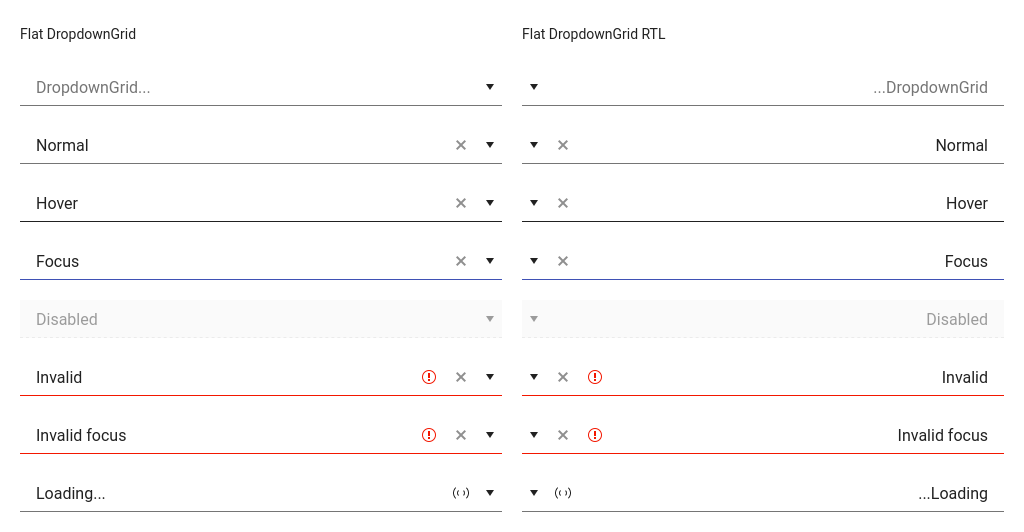 Flat DropdownGrid
DropdownGrid...
Normal
Hover
Focus
Disabled
Invalid
Invalid focus
Loading...
Flat DropdownGrid RTL
...DropdownGrid
Normal
Hover
Focus
Disabled
Invalid
Invalid focus
...Loading